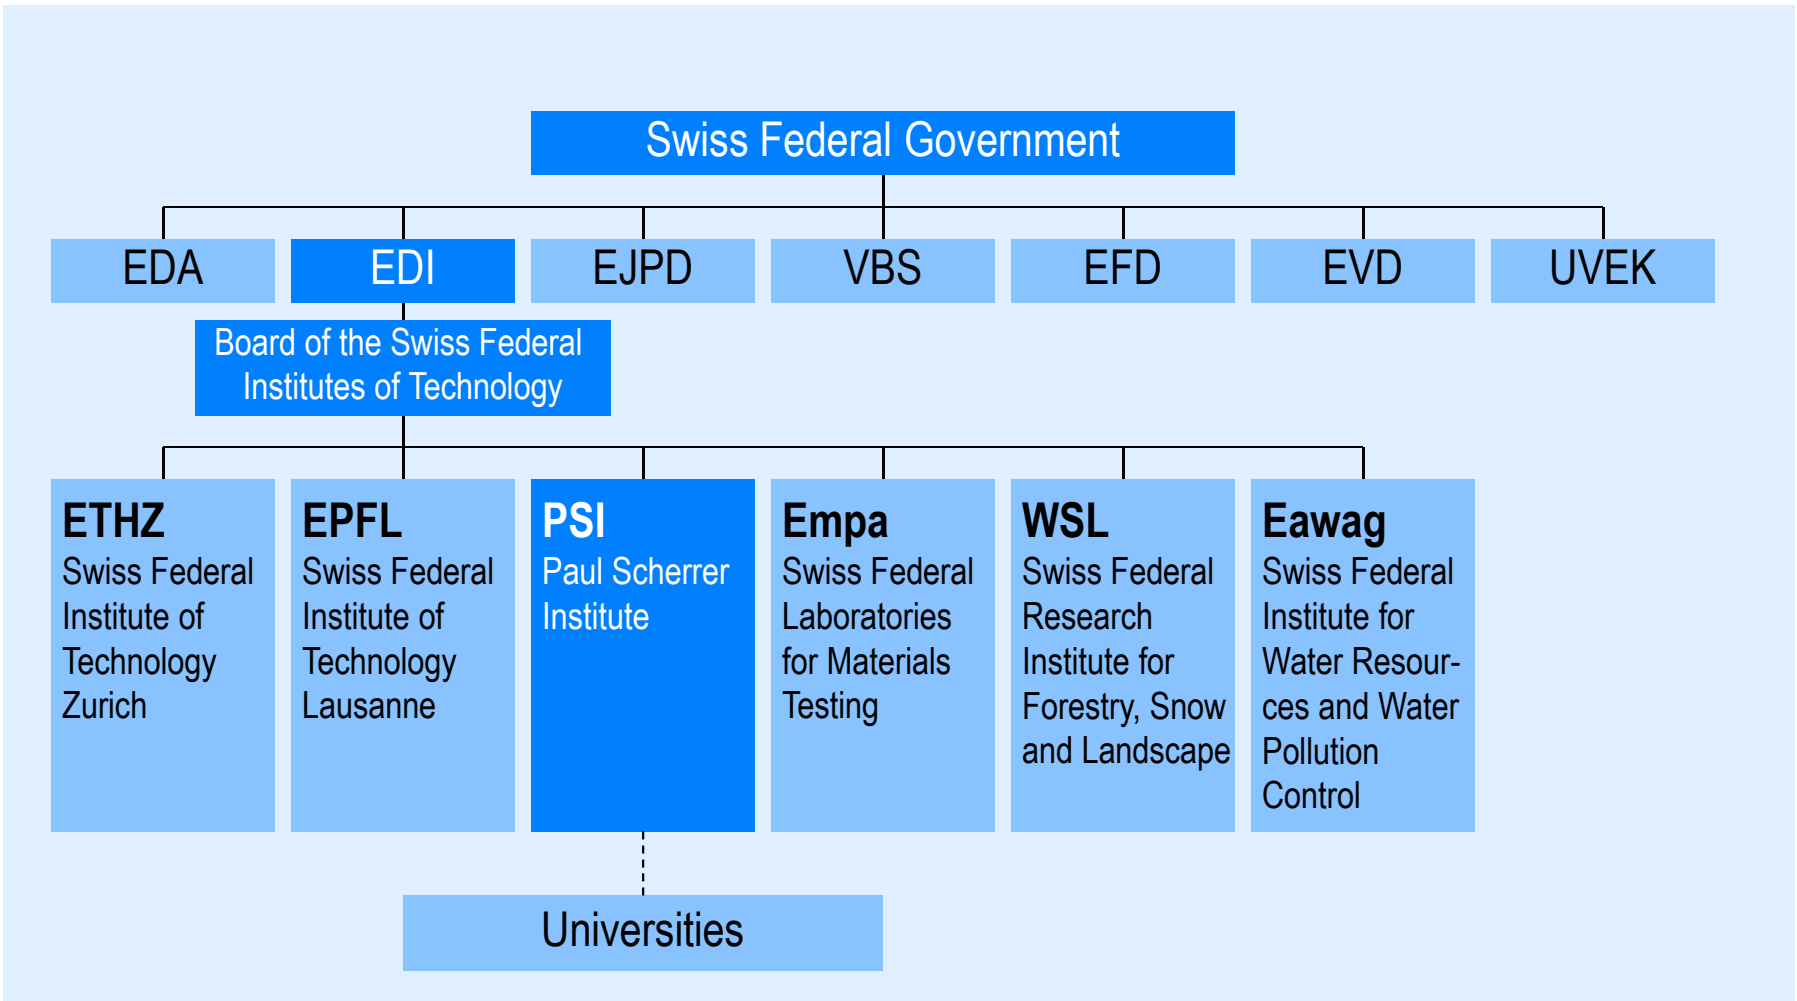 Swiss Federal Government
EDA
EDI
EJPD
VBS
EFD
EVD
UVEK
Board of the Swiss Federal
Institutes of Technology
ETHZ
Swiss Federal
Institute of
Technology
Zurich
EPFL
Swiss Federal
Institute of
Technology
Lausanne
PSI
Paul Scherrer
Institute
Empa
Swiss Federal
Laboratories
for Materials
Testing
WSL
Swiss Federal
Research
Institute for
Forestry, Snow
and Landscape
Eawag
Swiss Federal
Institute for
Water Resour-
ces and Water
Pollution
Control
Universities